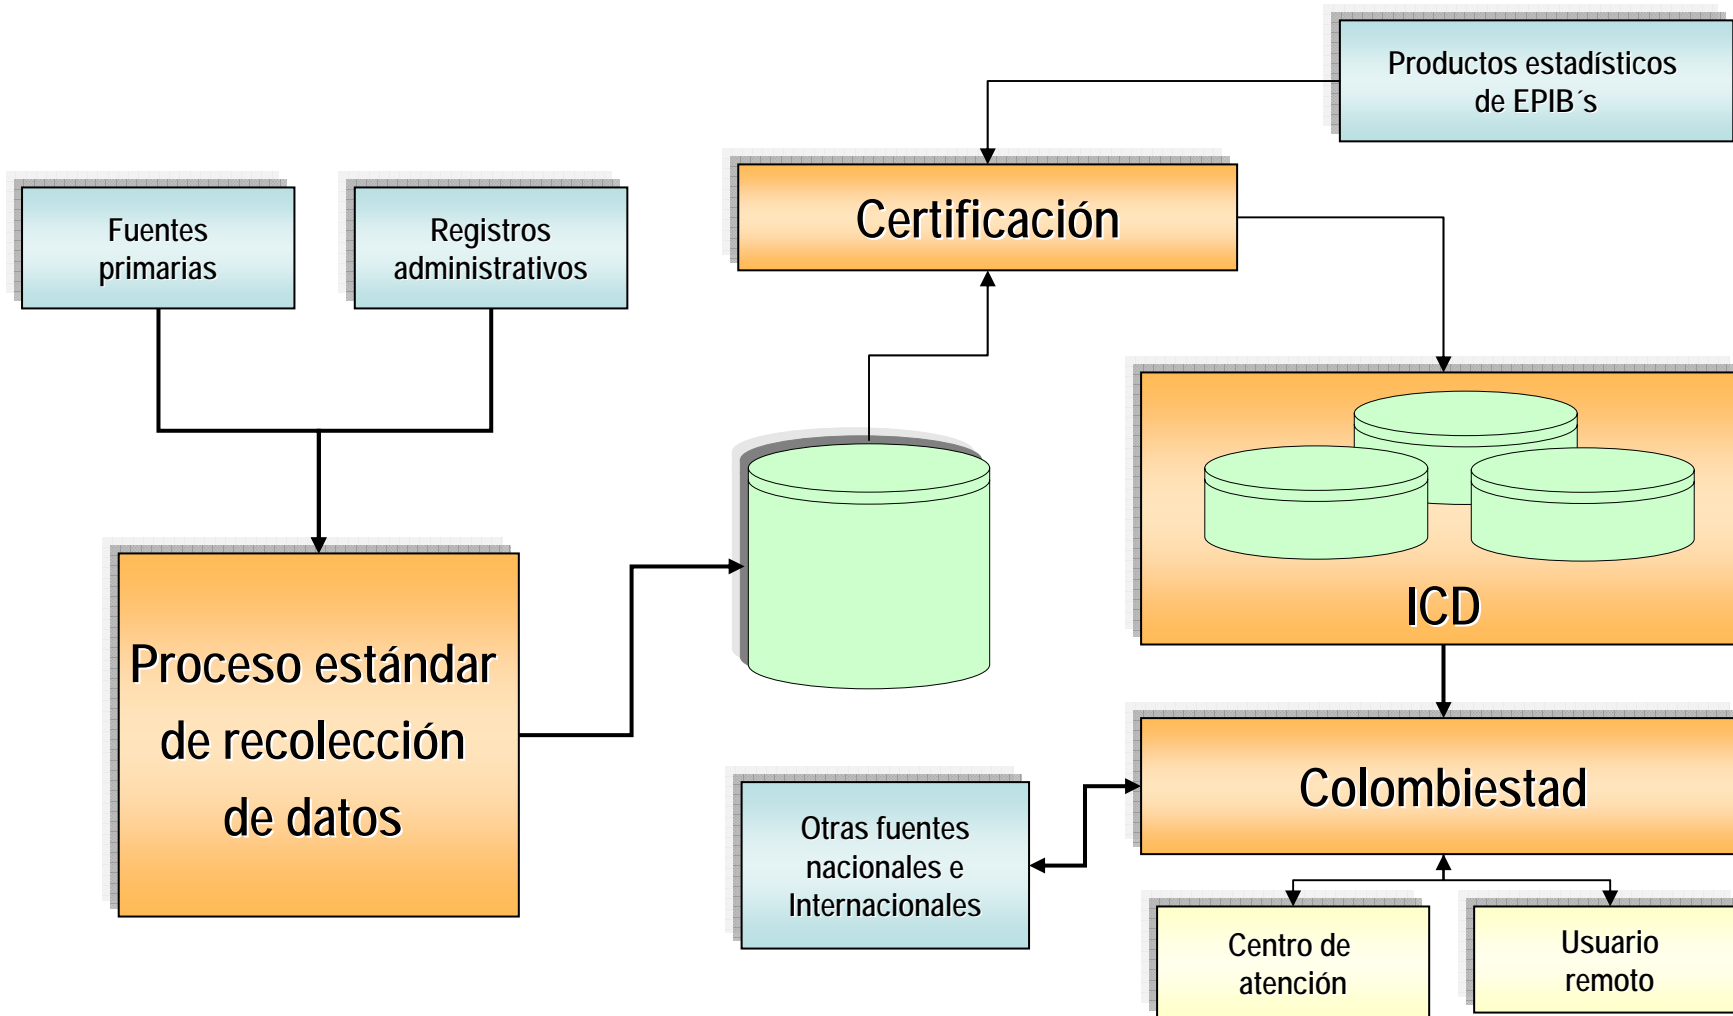 Productos estadísticos
de EPIB´s
Certificación
Fuentes
primarias
Registros
administrativos
ICD
Proceso estándar
de recolección
de datos
Colombiestad
Otras fuentes
nacionales e
Internacionales
Centro de
atención
Usuario
remoto